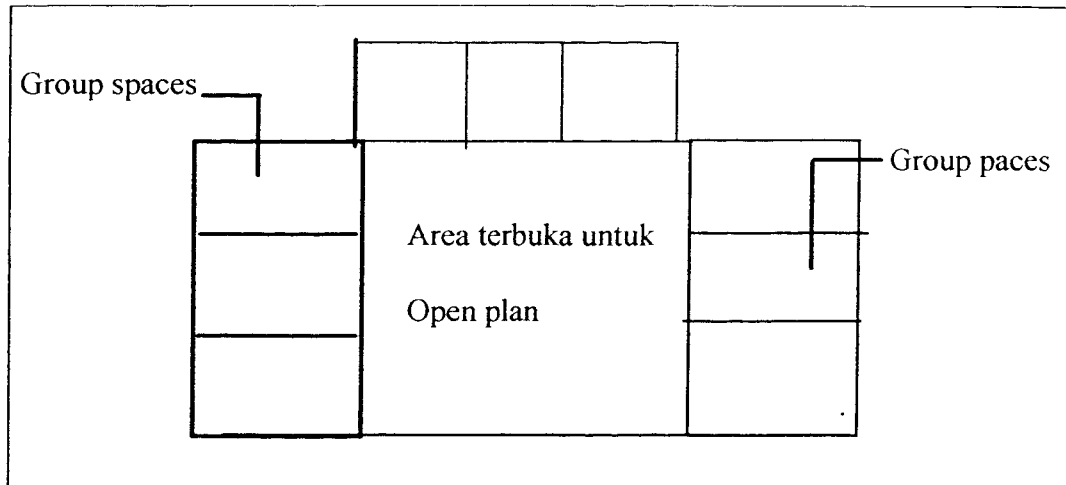 Group spaces
Group paces
Area terbuka untuk
Open plan